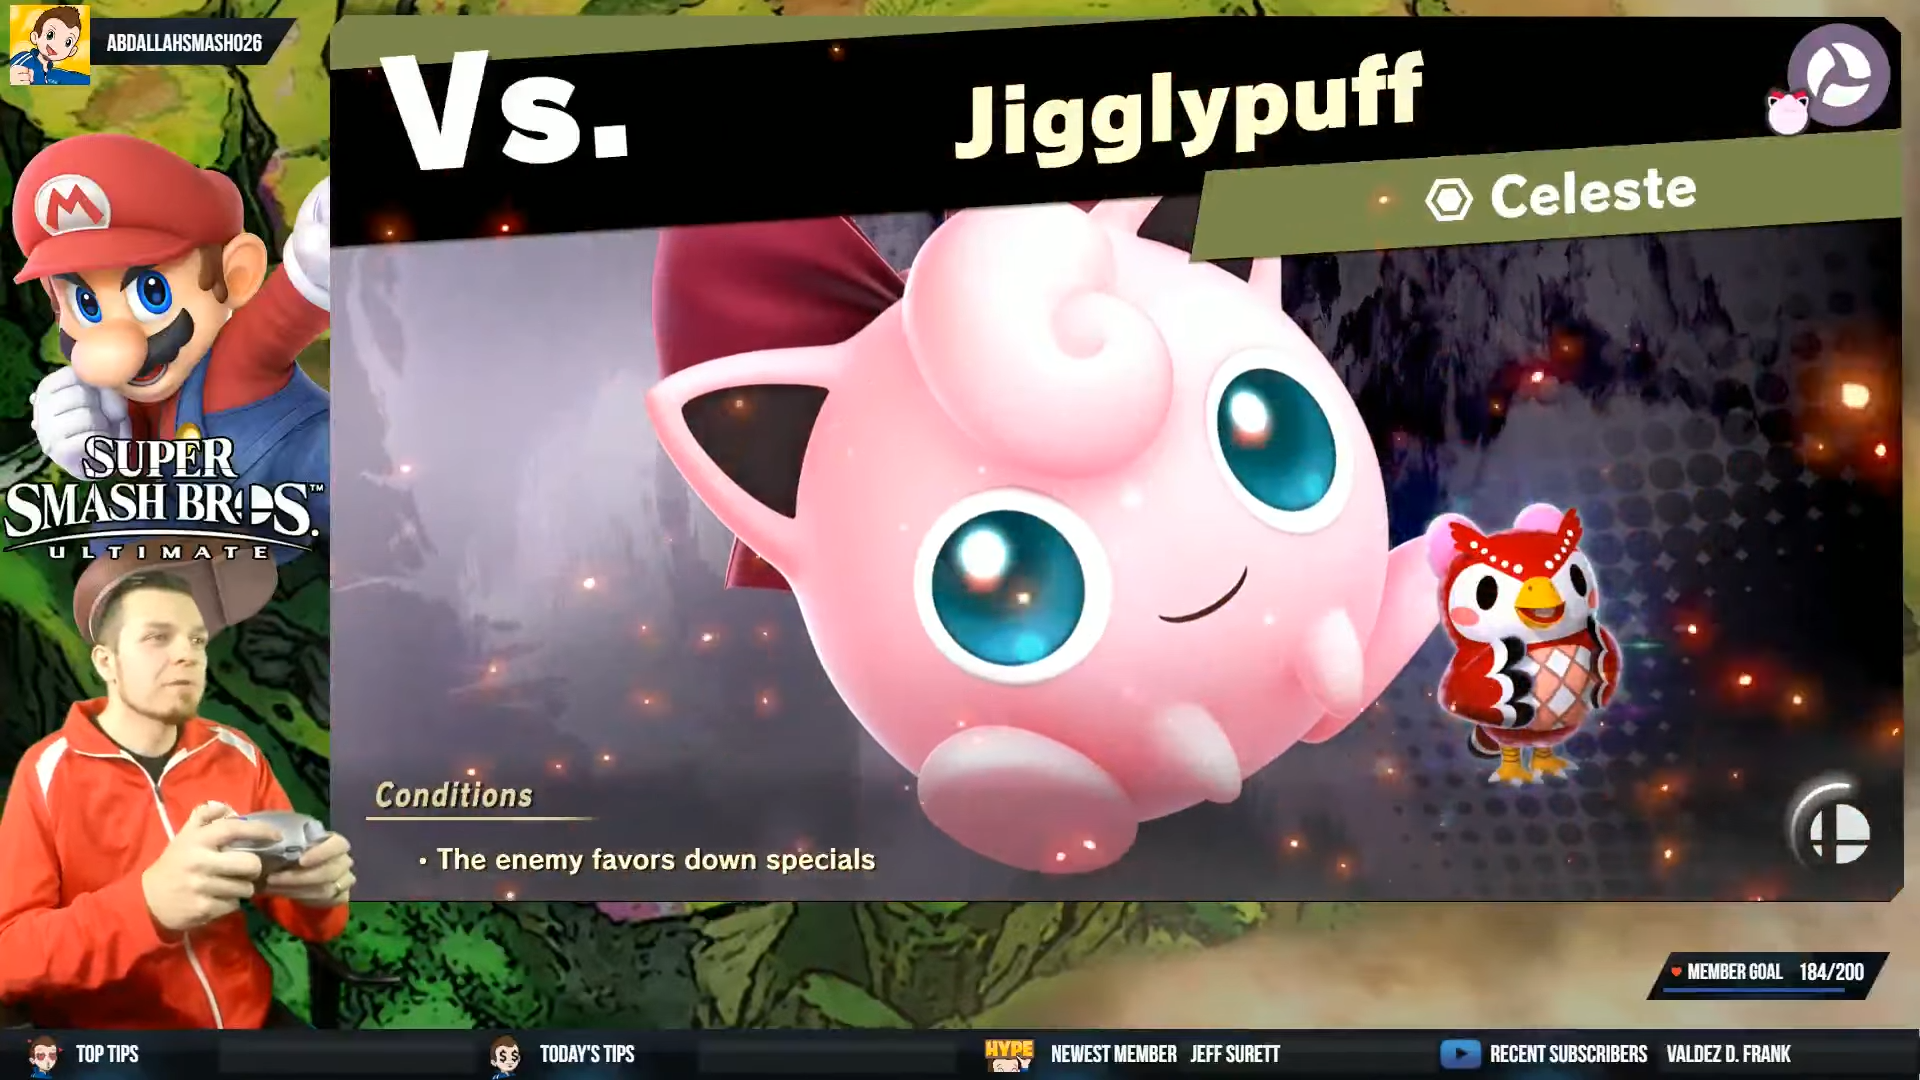 ABDALLAHSMASH026
Vs.
Jigglypuff
Celeste
M
SUPER
SMASH BROS.™
ULTIMATE
Conditions
• The enemy favors down specials
MEMBER GOAL 184/200
TOP TIPS
TODAY'S TIPS
HYPE
NEWEST MEMBER JEFF SURETT
RECENT SUBSCRIBERS VALDEZ D. FRANK